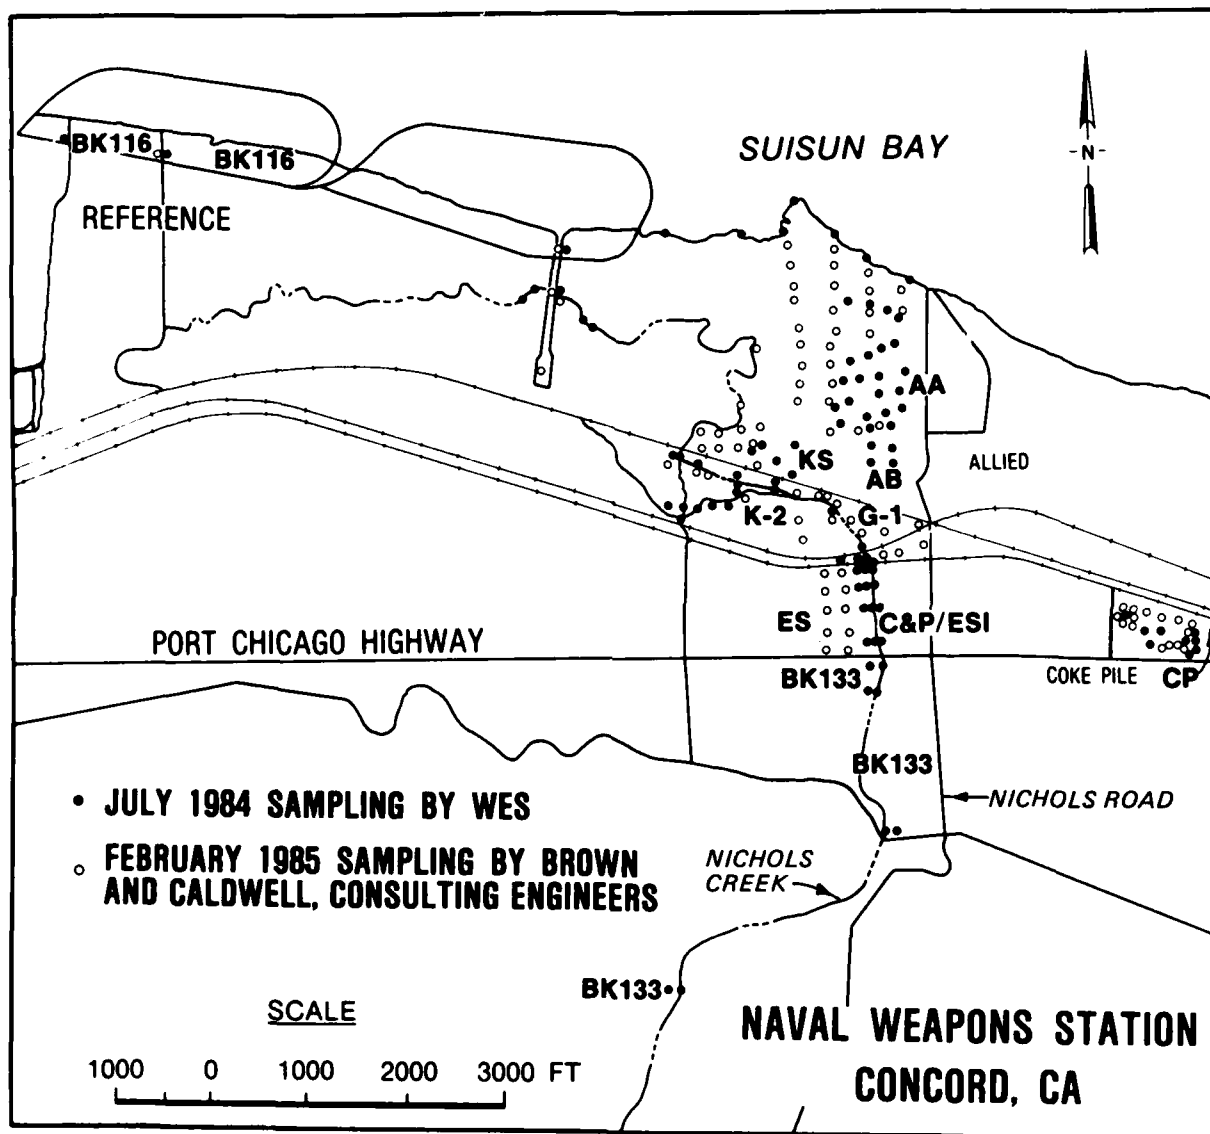 SUISUN BAY
-N-
BK116
BK116
REFERENCE
AA
ALLIED
KS
AB
K-2
G-1
ES
C&P/ESI
PORT CHICAGO HIGHWAY
BK133
COKE PILE
CP
BK133
NICHOLS ROAD
• JULY 1984 SAMPLING BY WES
○ FEBRUARY 1985 SAMPLING BY BROWN
AND CALDWELL, CONSULTING ENGINEERS
NICHOLS
CREEK
BK133
SCALE
1000 0 1000 2000 3000 FT
NAVAL WEAPONS STATION
CONCORD, CA